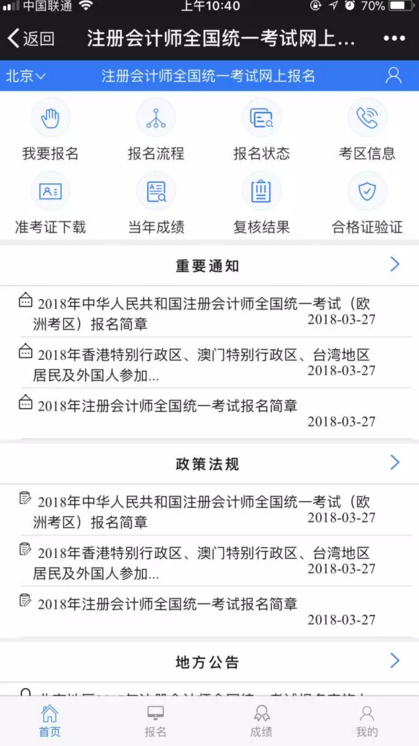 中国联通 上午10:40 70%
返回 注册会计师全国统一考试网上...
北京 注册会计师全国统一考试网上报名
我要报名 报名流程 报名状态 考区信息
准考证下载 当年成绩 复核结果 合格证验证
重要通知
2018年中华人民共和国注册会计师全国统一考试（欧
洲考区）报名简章 2018-03-27
2018年香港特别行政区、澳门特别行政区、台湾地区
居民及外国人参加... 2018-03-27
2018年注册会计师全国统一考试报名简章
2018-03-27
政策法规
2018年中华人民共和国注册会计师全国统一考试（欧
洲考区）报名简章 2018-03-27
2018年香港特别行政区、澳门特别行政区、台湾地区
居民及外国人参加... 2018-03-27
2018年注册会计师全国统一考试报名简章
2018-03-27
地方公告
首页 报名 成绩 我的